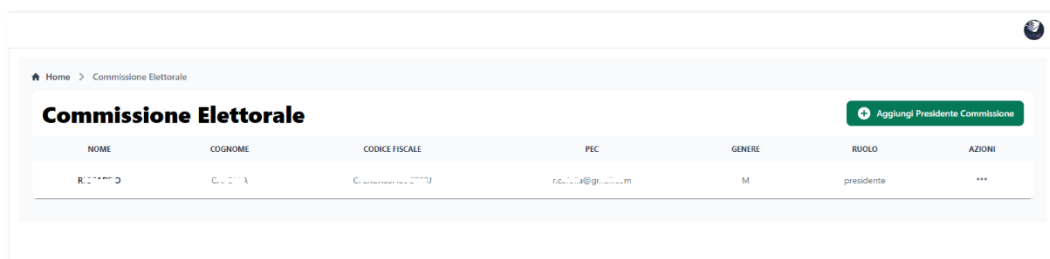 Home > Commissione Elettorale
Commissione Elettorale
Aggiungi Presidente Commissione
NOME COGNOME CODICE FISCALE PEC GENERE RUOLO AZIONI
M presidente ...